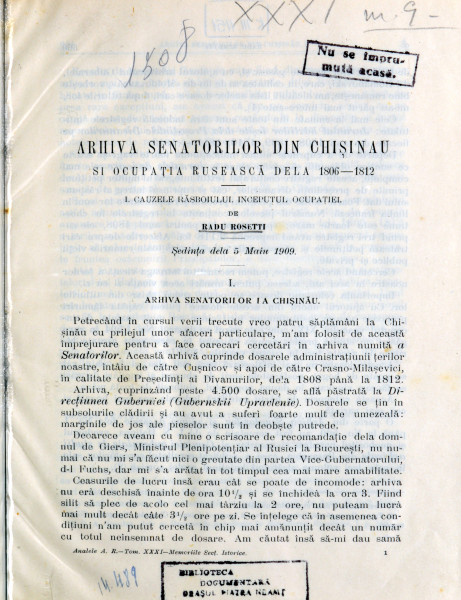 XXXI m. 9-
1508
Nu se împru-
mută acasă.
ARHIVA SENATORILOR DIN CHIȘINAU
SI OCUPAȚIA RUSEASCĂ DELA 1806—1812
I. CAUZELE RĂSBOIULUI INCEPUTUL OCUPAȚIEI
DE
RADU ROSETTI
Ședința dela 5 Maiu 1909.
I.
ARHIVA SENATORIIOR LA CHIȘINĂU.
Petrecând în cursul verii trecute vreo patru săptămâni la Chi-
șinău cu prilejul unor afaceri particulare, m'am folosit de această
împrejurare pentru a face oarecari cercetări în arhiva numită a
Senatorilor. Această arhivă cuprinde dosarele administrațiunii țerilor
noastre, întâiu de către Cușnicov și apoi de către Crasno-Milașevici,
în calitate de Președinți ai Divanurilor, de'a 1808 până la 1812.
Arhiva, cuprinzând peste 4.500 dosare, se află păstrată la Di-
recțiunea Guberniei (Gubernskii Upravlenie). Dosarele se țin în
subsolurile clădirii și au avut a suferi foarte mult de umezeală:
marginile de jos ale pieselor sunt în deobște putrede.
Deoarece aveam cu mine o scrisoare de recomandație dela dom-
nul de Giers, Ministrul Plenipotențiar al Rusiei la București, nu nu-
mai că nu mi s'a făcut nici o greutate din partea Vice-Gubernatorului,
d-l Fuchs, dar mi s'a arătat în tot timpul cea mai mare amabilitate.
Ceasurile de lucru însă erau cât se poate de incomode: arhiva
nu eră deschisă înainte de ora 10½ și se închideà la ora 3. Fiind
silit să plec de acolo cel mai târziu la 2 ore, nu puteam lucrà
mai mult decât câte 3½ ore pe zi. Se înțelege că în asemenea con-
dițiuni n'am putut cercetà în chip mai amănunțit decât un număr
cu totul neînsemnat de dosare. Am căutat însă să-mi dau samă
Analele A. R.—Tom. XXXI—Memoriile Secț. Istorice. 1
BIBLIOTECA
DOCUMENTARĂ
ORAȘUL PIATRA NEAMȚ